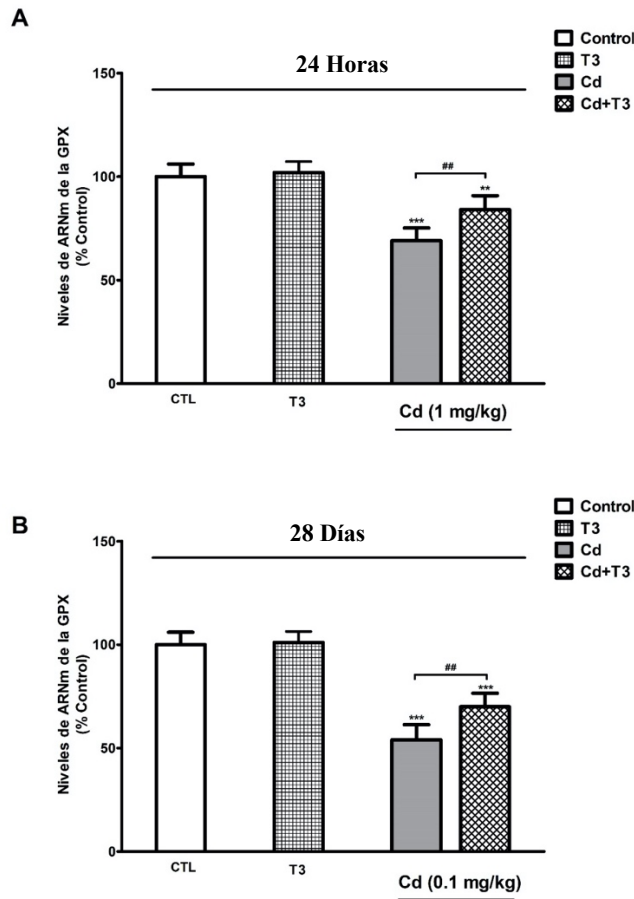 A
Control
T3
Cd
Cd+T3
24 Horas
Niveles de ARNm de la GPX
(% Control)
150
100
50
0
##
***
**
CTL
T3
Cd (1 mg/kg)
B
Control
T3
Cd
Cd+T3
28 Días
Niveles de ARNm de la GPX
(% Control)
150
100
50
0
##
***
***
CTL
T3
Cd (0.1 mg/kg)